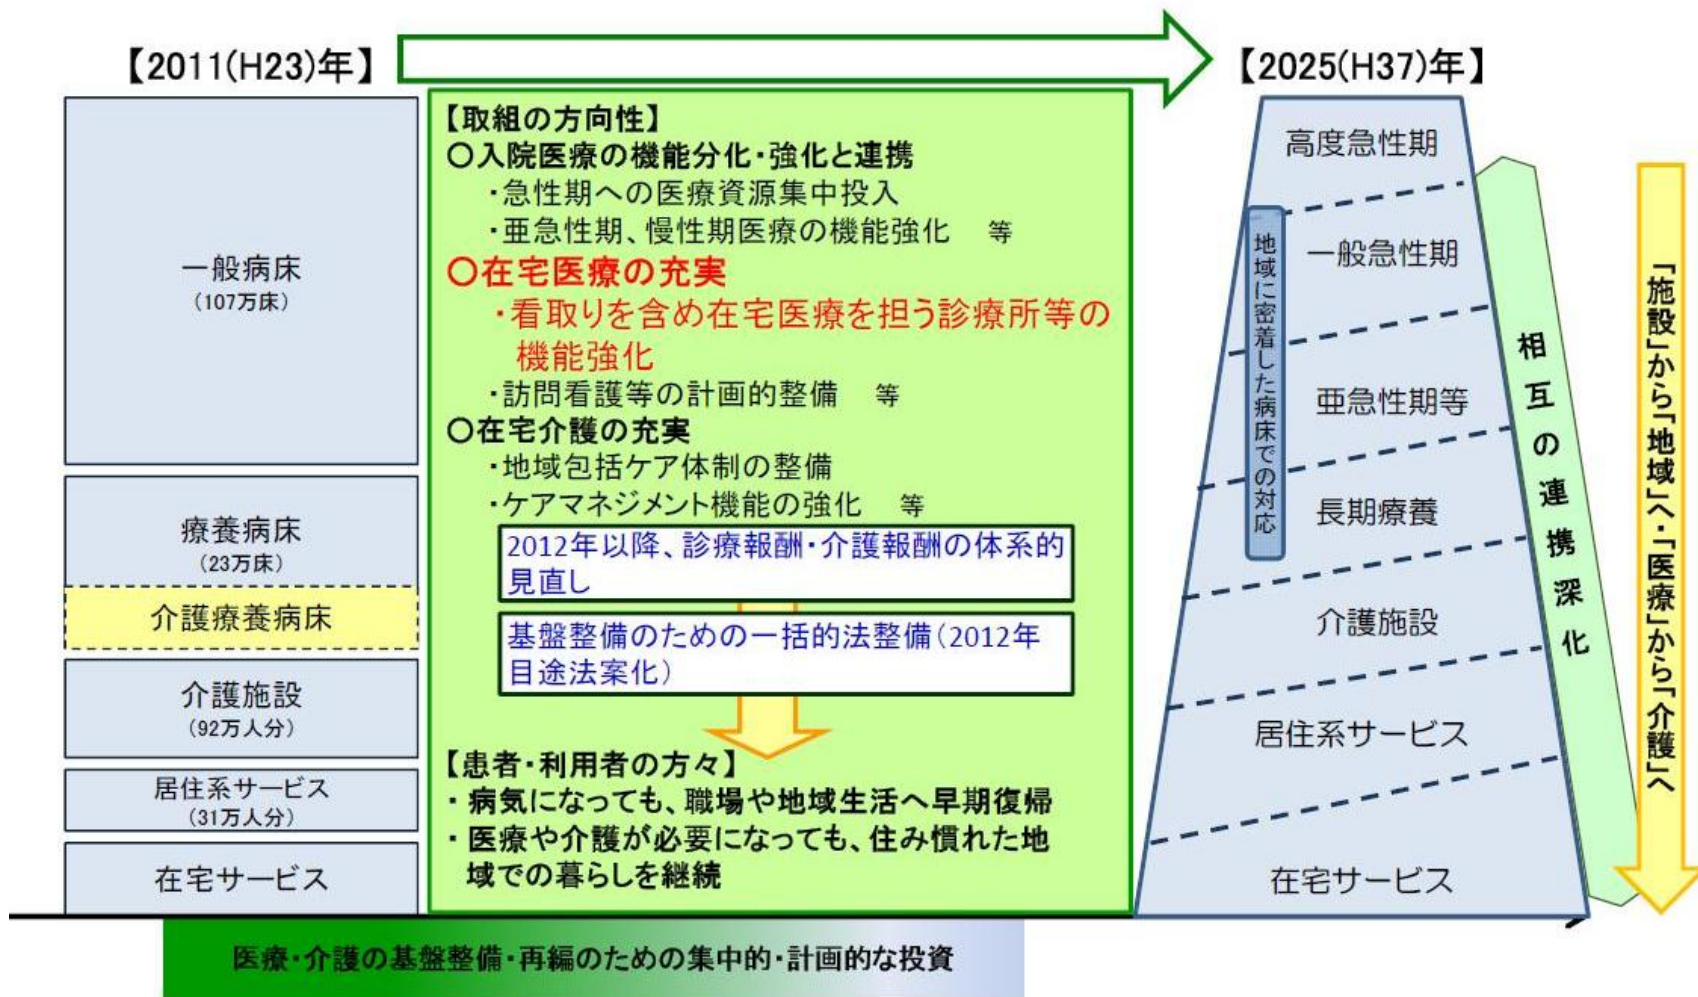 【2011(H23)年】
一般病床
(107万床)
療養病床
(23万床)
介護療養病床
介護施設
(92万人分)
居住系サービス
(31万人分)
在宅サービス
【取組の方向性】
○入院医療の機能分化・強化と連携
・急性期への医療資源集中投入
・亜急性期、慢性期医療の機能強化 等
○在宅医療の充実
・看取りを含め在宅医療を担う診療所等の
機能強化
・訪問看護等の計画的整備 等
○在宅介護の充実
・地域包括ケア体制の整備
・ケアマネジメント機能の強化 等
2012年以降、診療報酬・介護報酬の体系的
見直し
基盤整備のための一括的法整備(2012年
目途法案化)
【患者・利用者の方々】
・病気になっても、職場や地域生活へ早期復帰
・医療や介護が必要になっても、住み慣れた地
域での暮らしを継続
【2025(H37)年】
高度急性期
一般急性期
亜急性期等
長期療養
介護施設
居住系サービス
在宅サービス
地域に密着した病床での対応
相互の連携深化
「施設」から「地域」へ・「医療」から「介護」へ
医療・介護の基盤整備・再編のための集中的・計画的な投資